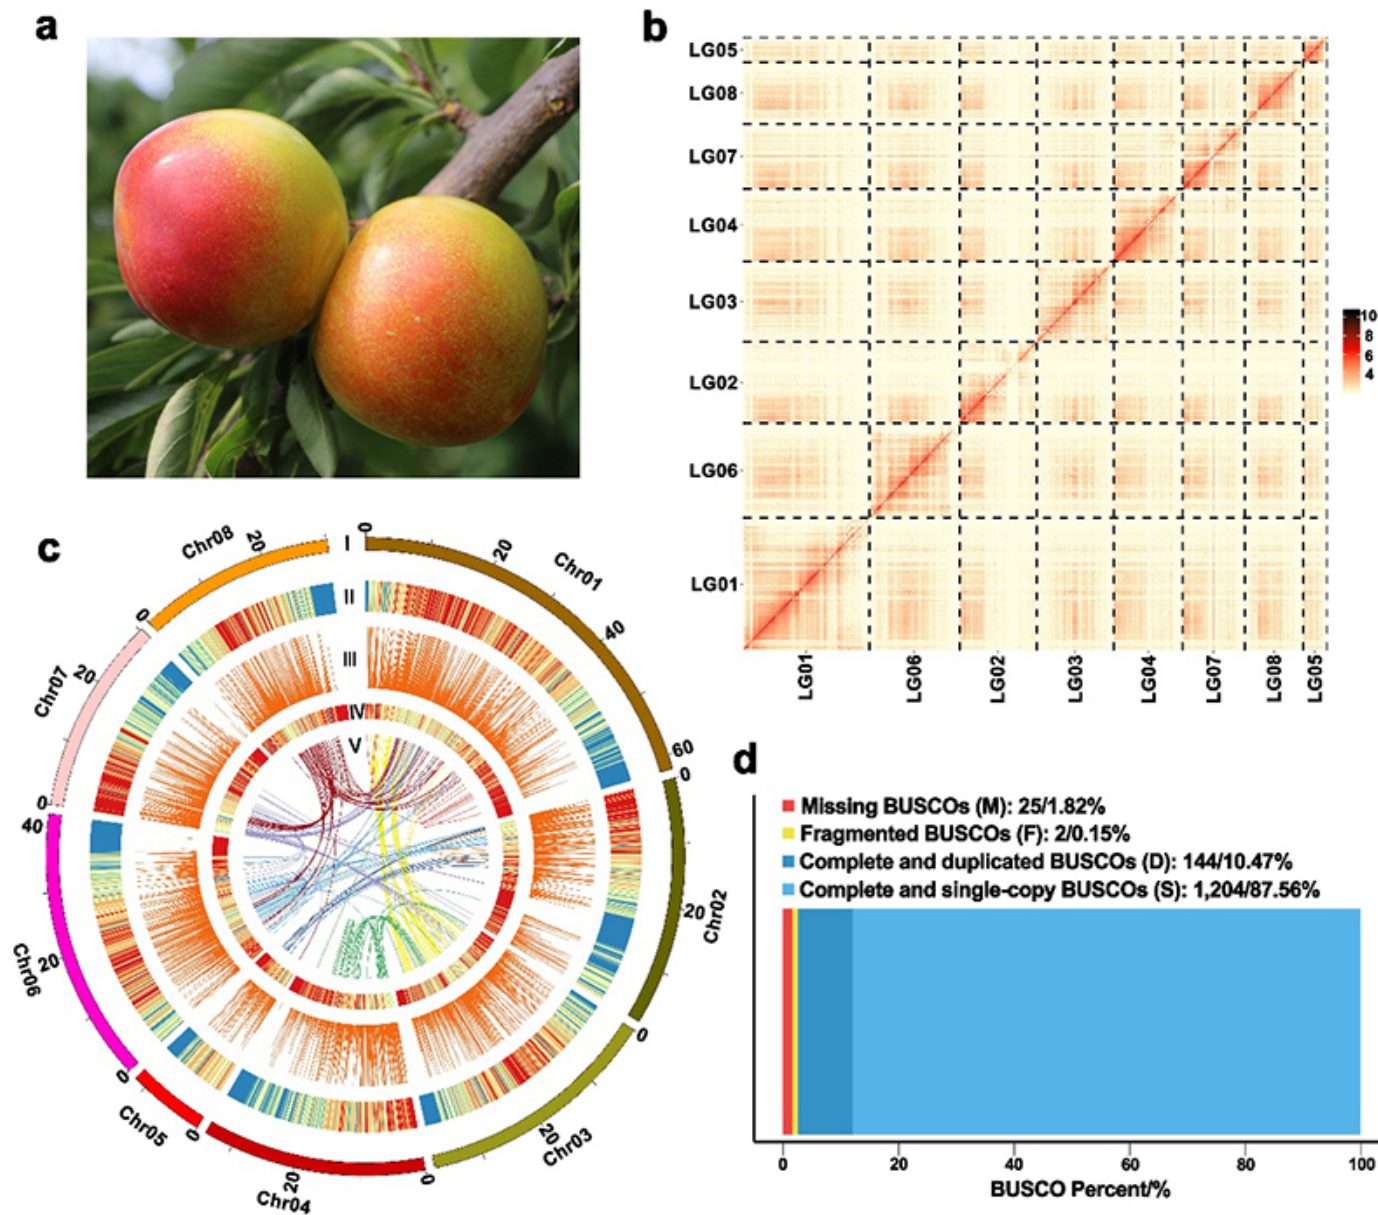 a
b
LG05
LG08
LG07
LG04
LG03
LG02
LG06
LG01
LG01
LG06
LG02
LG03
LG04
LG07
LG08
LG05
10
8
6
4
c
I
II
III
IV
V
0
20
Chr01
40
60
0
20
Chr02
0
20
Chr03
0
20
Chr04
0
Chr05
0
20
Chr06
40
0
20
Chr07
0
20
Chr08
d
Missing BUSCOs (M): 25/1.82%
Fragmented BUSCOs (F): 2/0.15%
Complete and duplicated BUSCOs (D): 144/10.47%
Complete and single-copy BUSCOs (S): 1,204/87.56%
0 20 40 60 80 100
BUSCO Percent/%